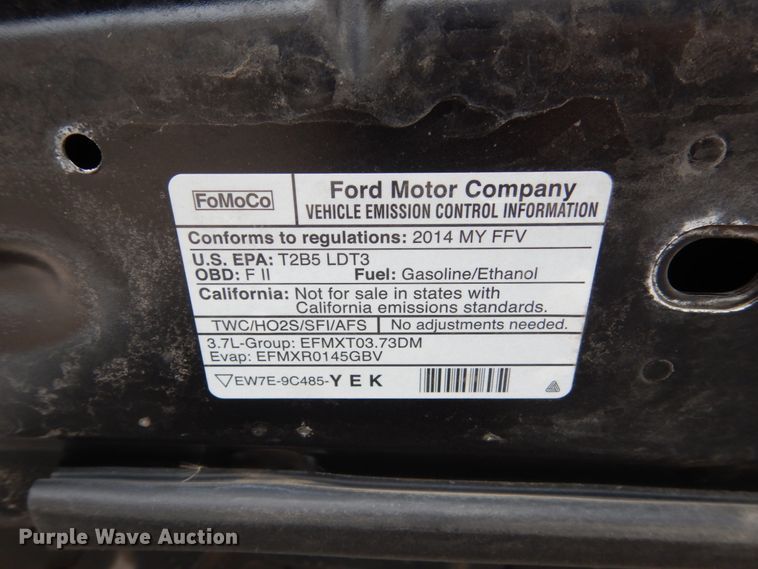 FoMoCo
Ford Motor Company
VEHICLE EMISSION CONTROL INFORMATION
Conforms to regulations: 2014 MY FFV
U.S. EPA: T2B5 LDT3
OBD: F II Fuel: Gasoline/Ethanol
California: Not for sale in states with
California emissions standards.
TWC/HO2S/SFI/AFS No adjustments needed.
3.7L-Group: EFMXT03.73DM
Evap: EFMXR0145GBV
EW7E-9C485-YEK
Purple Wave Auction